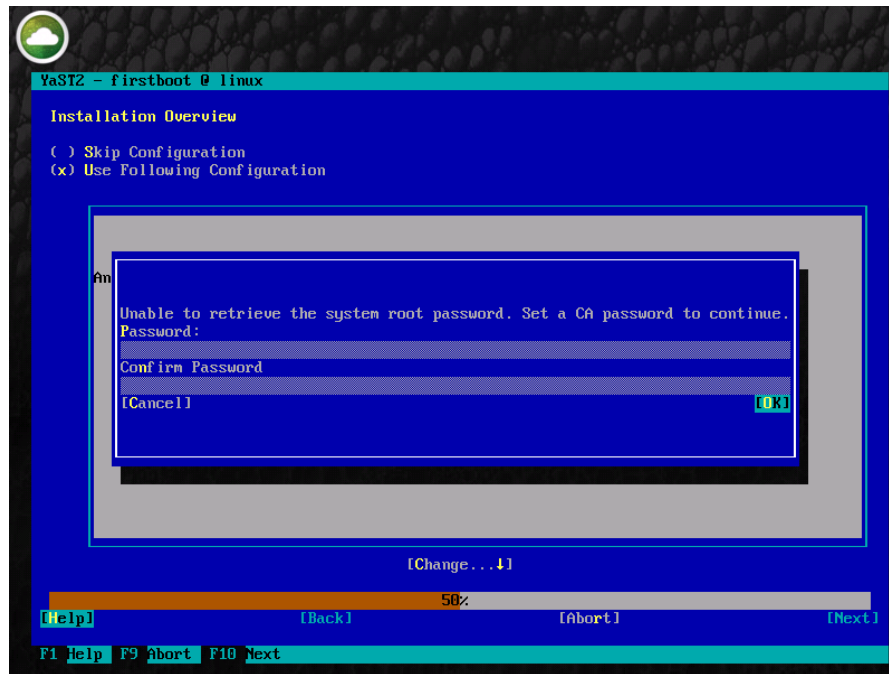 YaST2 - firstboot @ linux
Installation Overview
( ) Skip Configuration
(x) Use Following Configuration
An
Unable to retrieve the system root password. Set a CA password to continue.
Password:
Confirm Password
[Cancel] [OK]
[Change...↓]
50%
[Help] [Back] [Abort] [Next]
F1 Help F9 Abort F10 Next